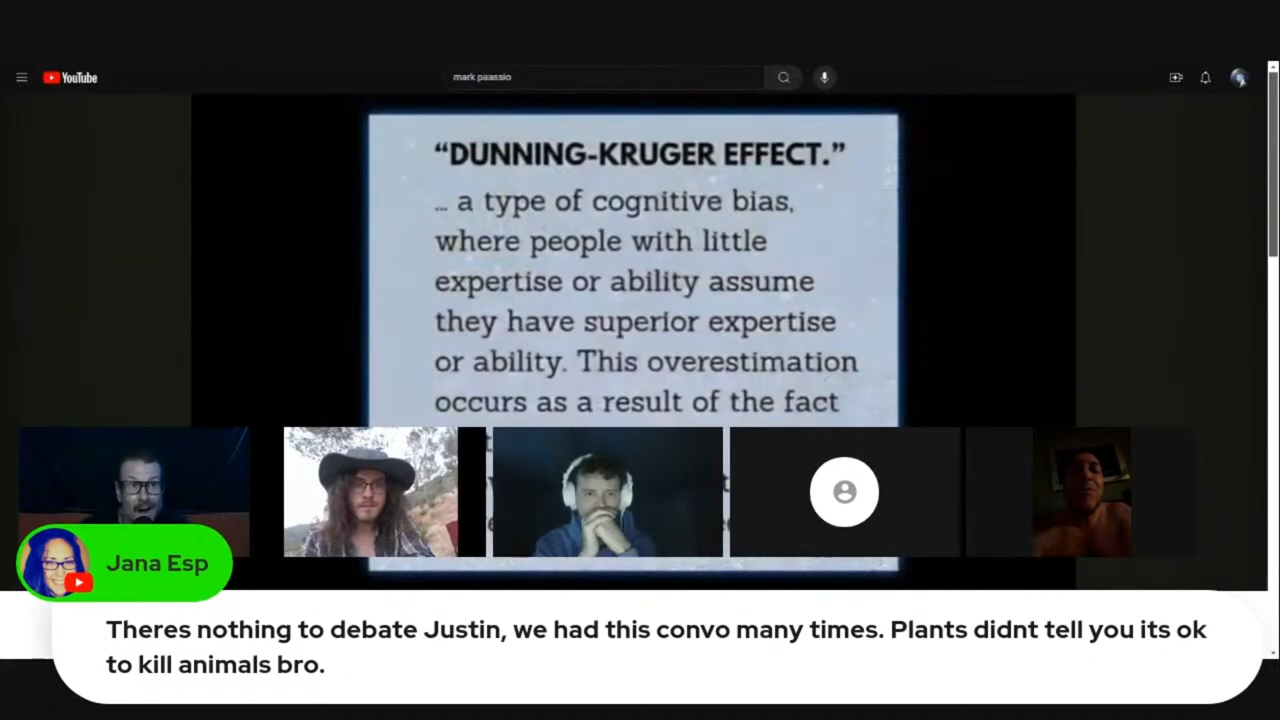 YouTube
mark paassio
“DUNNING-KRUGER EFFECT.”
... a type of cognitive bias,
where people with little
expertise or ability assume
they have superior expertise
or ability. This overestimation
occurs as a result of the fact
Jana Esp
Theres nothing to debate Justin, we had this convo many times. Plants didnt tell you its ok
to kill animals bro.